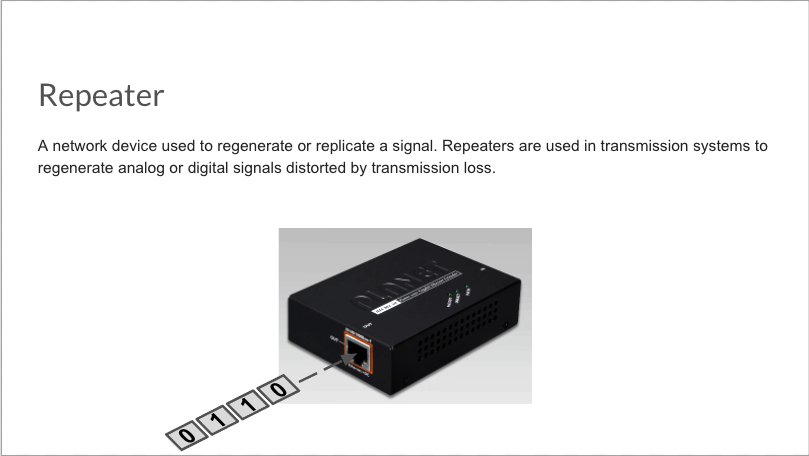 Repeater
A network device used to regenerate or replicate a signal. Repeaters are used in transmission systems to
regenerate analog or digital signals distorted by transmission loss.
PLANET
OUT
0 1 1 0